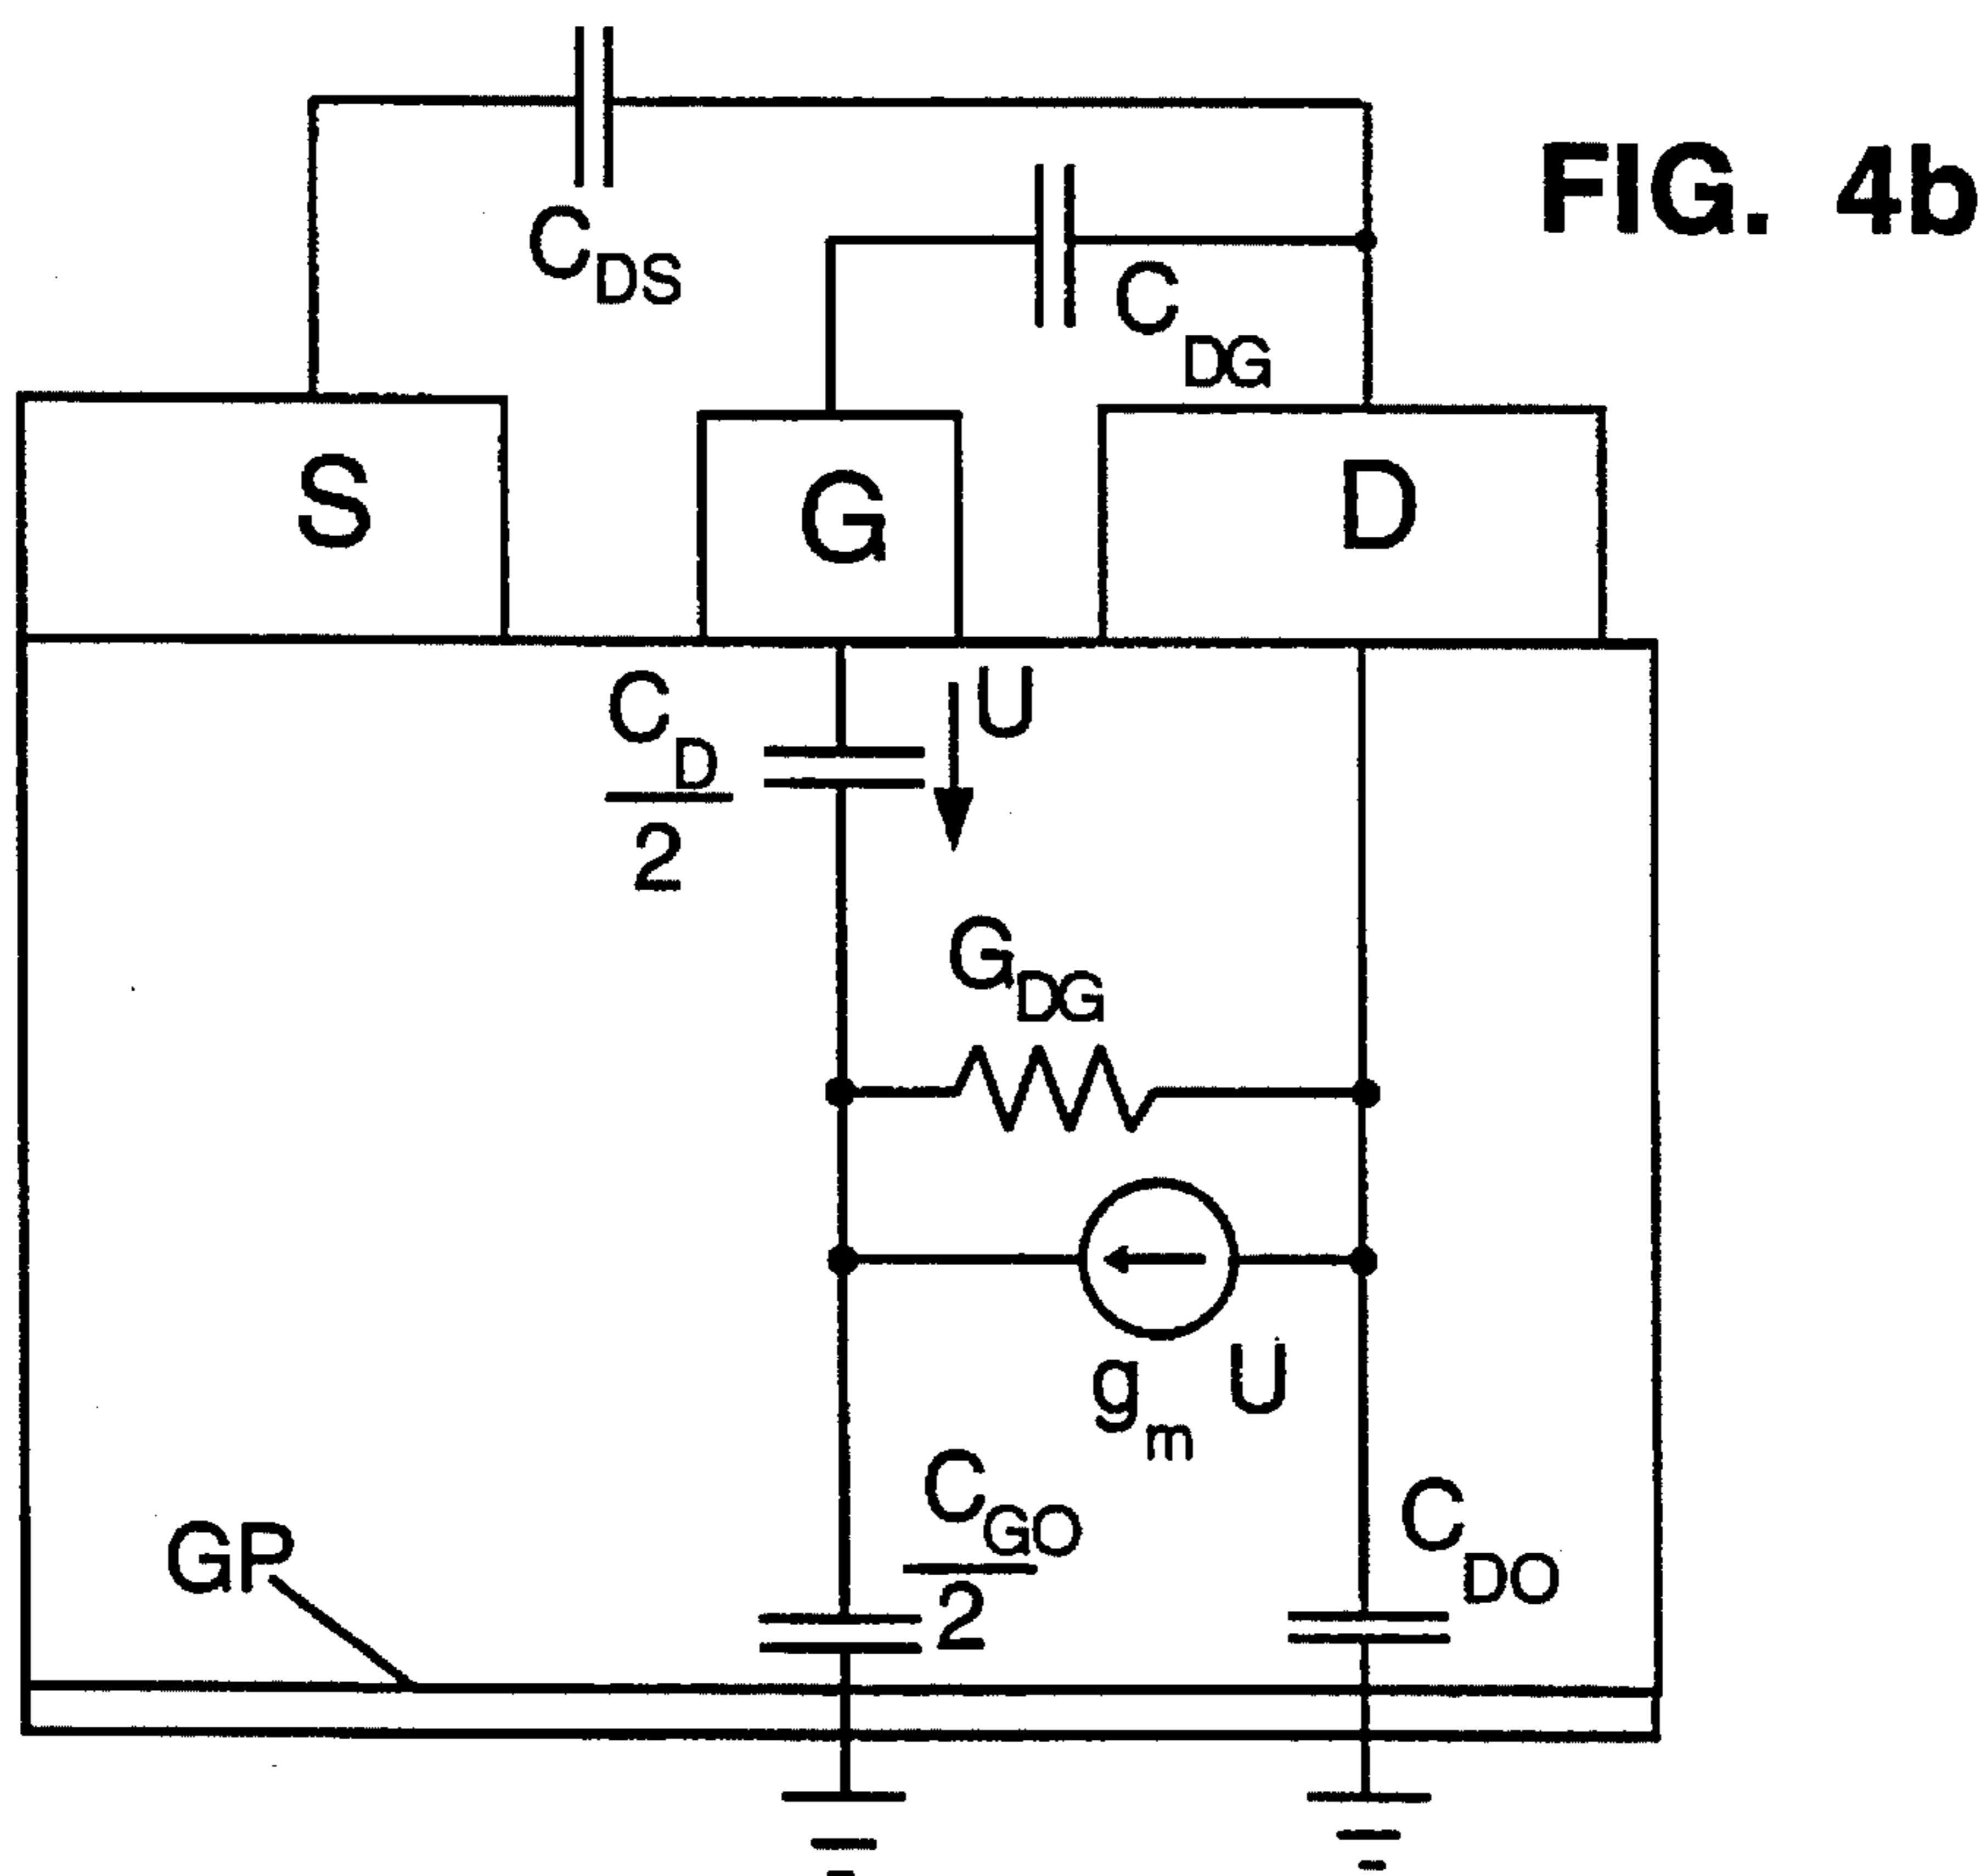 FIG. 4b
C_DS
C_DG
S
G
D
C_D
2
U
G_DG
g_m U
C_GO
2
C_DO
GP